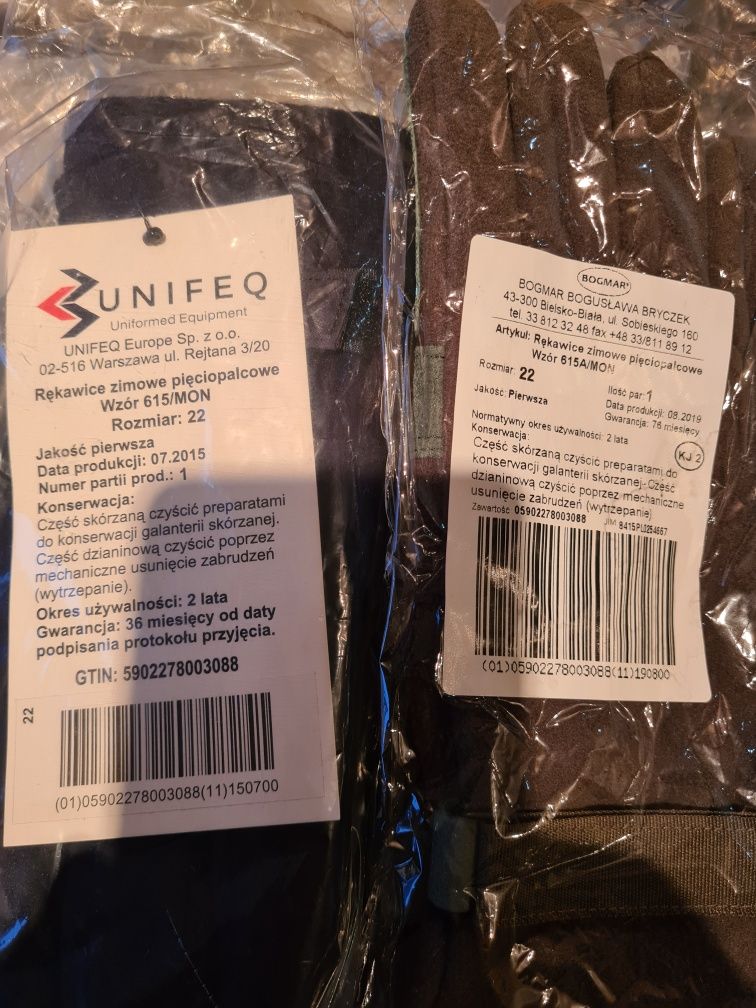 UNIFEQ
Uniformed Equipment
UNIFEQ Europe Sp. z o.o.
02-516 Warszawa ul. Rejtana 3/20
Rękawice zimowe pięciopalcowe
Wzór 615/MON
Rozmiar: 22
Jakość pierwsza
Data produkcji: 07.2015
Numer partii prod.: 1
Konserwacja:
Część skórzaną czyścić preparatami
do konserwacji galanterii skórzanej.
Część dzianinową czyścić poprzez
mechaniczne usunięcie zabrudzeń
(wytrzepanie).
Okres używalności: 2 lata
Gwarancja: 36 miesięcy od daty
podpisania protokołu przyjęcia.
GTIN: 5902278003088
22
(01)05902278003088(11)150700
BOGMAR
BOGMAR BOGUSŁAWA BRYCZEK
43-300 Bielsko-Biała, ul. Sobieskiego 160
tel. 33 812 32 48 fax +48 33/811 89 12
Artykuł: Rękawice zimowe pięciopalcowe
Wzór 615A/MON
Rozmiar: 22
Ilość par: 1
Jakość: Pierwsza
Data produkcji: 08.2019
Gwarancja: 76 miesięcy
Normatywny okres używalności: 2 lata
KJ 2
Konserwacja:
Część skórzaną czyścić preparatami do
konserwacji galanterii skórzanej. Część
dzianinową czyścić poprzez mechaniczne
usunięcie zabrudzeń (wytrzepanie)
Zawartość: 05902278003088 JIM: 8415PL0254667
(01)05902278003088(11)190800